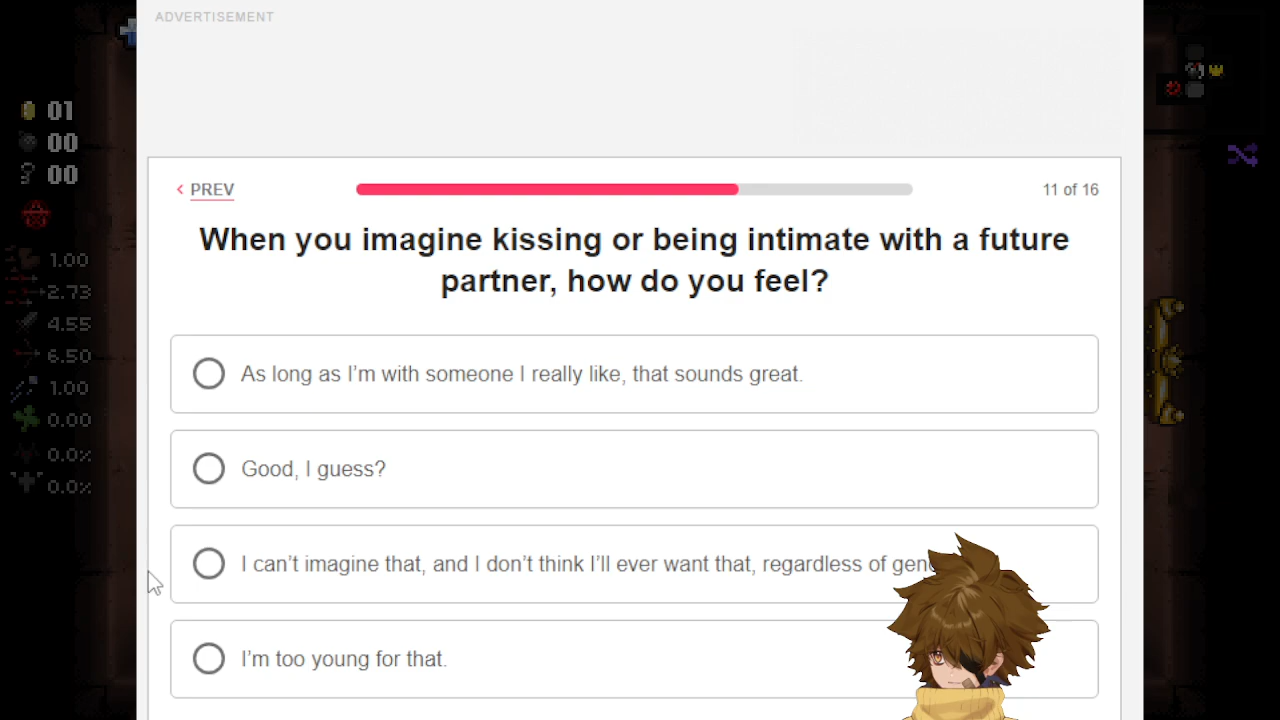 ADVERTISEMENT
01
00
00
1.00
2.73
4.55
6.50
1.00
0.00
0.0%
0.0%
PREV
11 of 16
When you imagine kissing or being intimate with a future
partner, how do you feel?
As long as I’m with someone I really like, that sounds great.
Good, I guess?
I can’t imagine that, and I don’t think I’ll ever want that, regardless of
I’m too young for that.